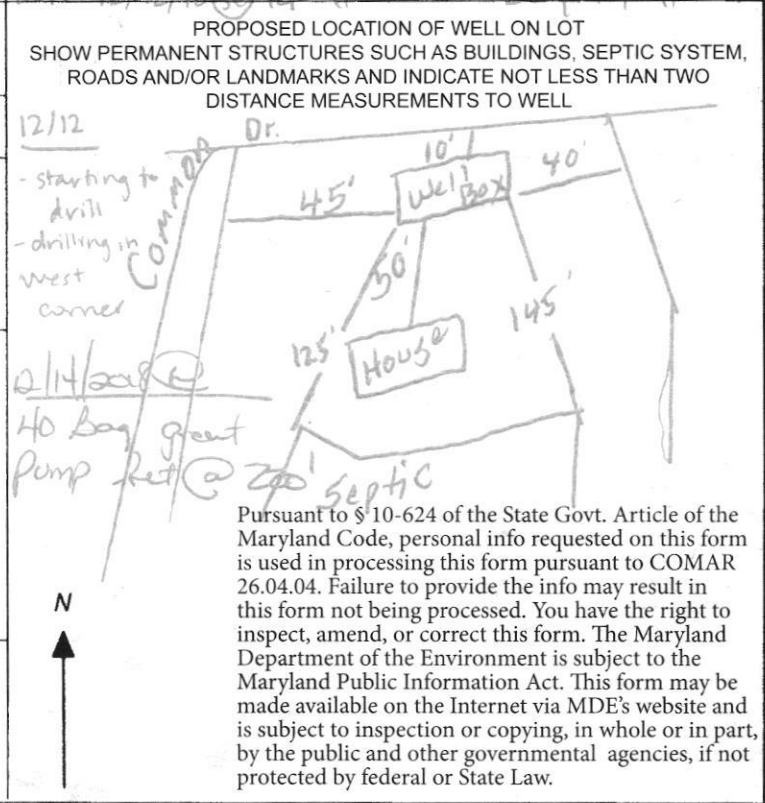 PROPOSED LOCATION OF WELL ON LOT
SHOW PERMANENT STRUCTURES SUCH AS BUILDINGS, SEPTIC SYSTEM,
ROADS AND/OR LANDMARKS AND INDICATE NOT LESS THAN TWO
DISTANCE MEASUREMENTS TO WELL
12/12
- starting to
drill
- drilling in
west
corner
Common Dr.
10'
45'
Well
Box
40'
50'
125'
House
145'
12/14/2018
40 Bag grout
Pump Set @ 200'
Septic
Pursuant to § 10-624 of the State Govt. Article of the
Maryland Code, personal info requested on this form
is used in processing this form pursuant to COMAR
26.04.04. Failure to provide the info may result in
this form not being processed. You have the right to
inspect, amend, or correct this form. The Maryland
Department of the Environment is subject to the
Maryland Public Information Act. This form may be
made available on the Internet via MDE's website and
is subject to inspection or copying, in whole or in part,
by the public and other governmental agencies, if not
protected by federal or State Law.
N